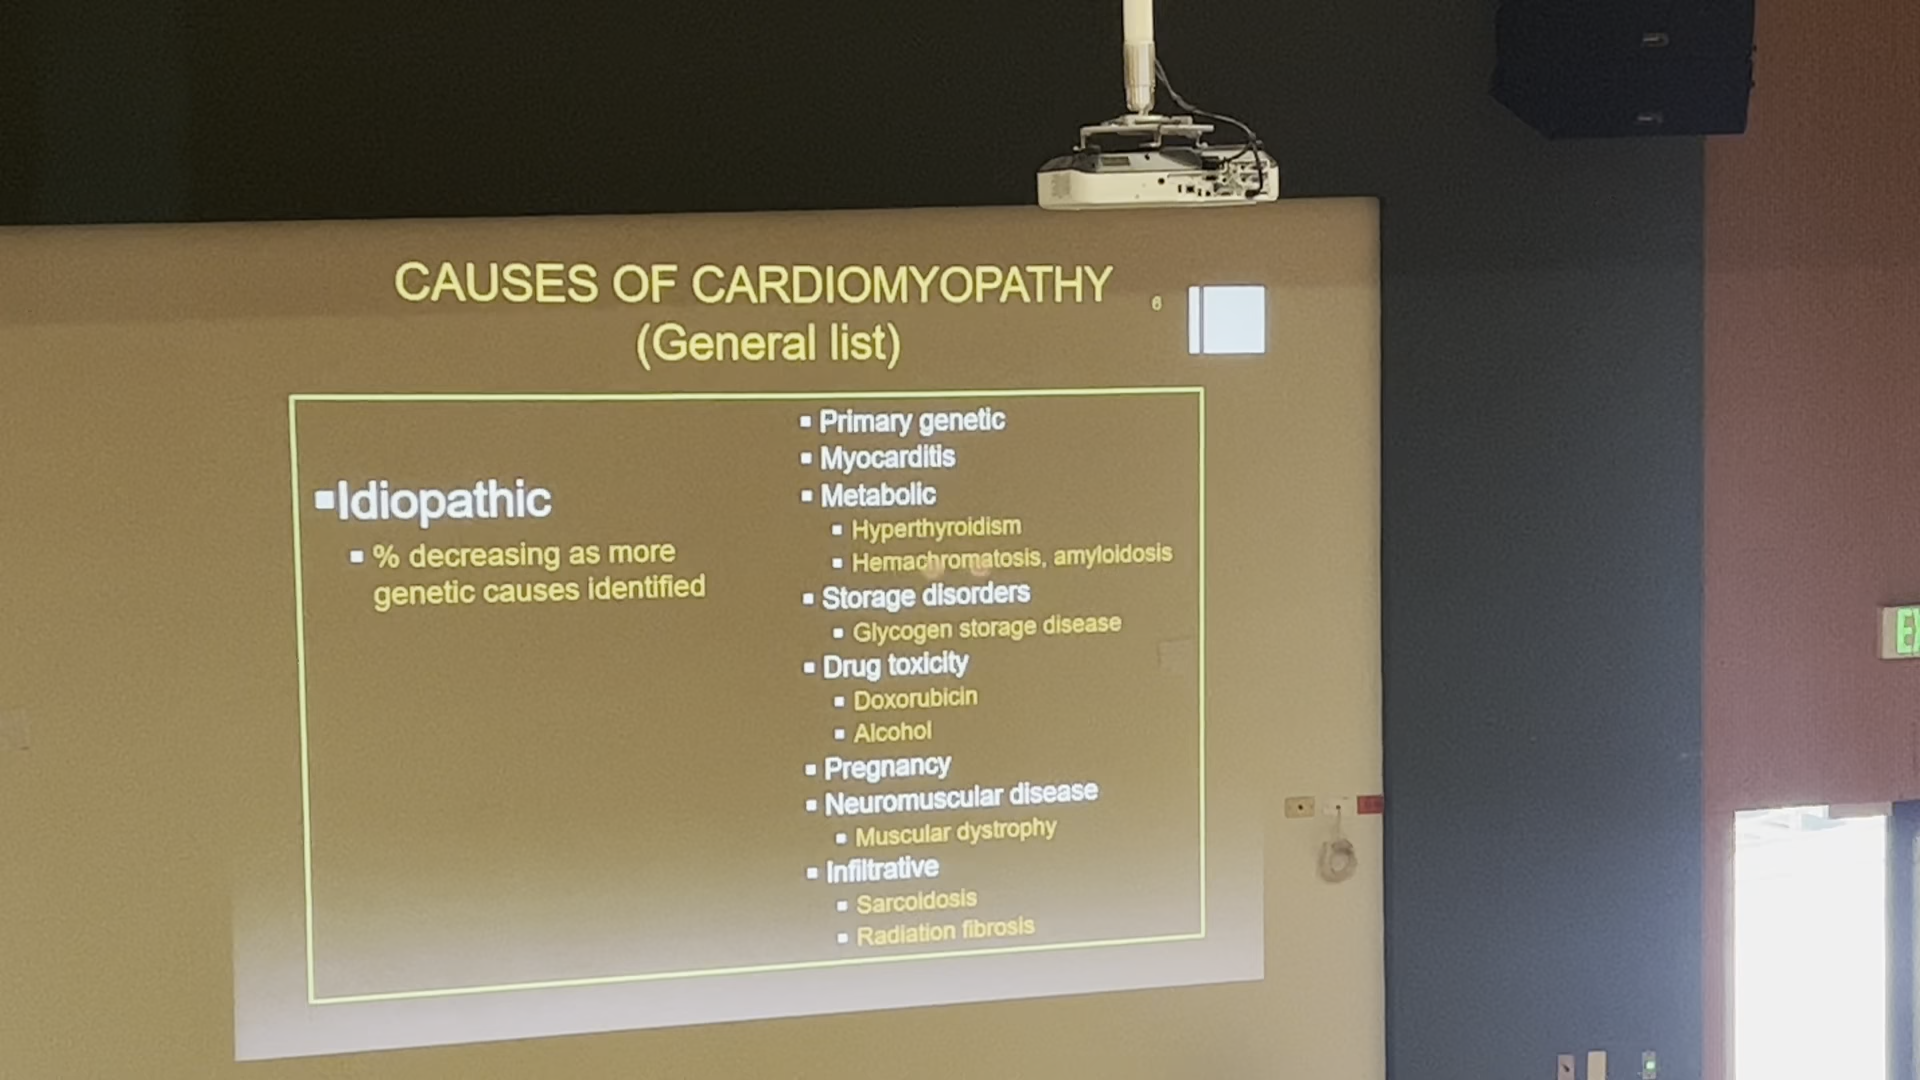 CAUSES OF CARDIOMYOPATHY
(General list)
6
Idiopathic
% decreasing as more
genetic causes identified
Primary genetic
Myocarditis
Metabolic
Hyperthyroidism
Hemachromatosis, amyloidosis
Storage disorders
Glycogen storage disease
Drug toxicity
Doxorubicin
Alcohol
Pregnancy
Neuromuscular disease
Muscular dystrophy
Infiltrative
Sarcoidosis
Radiation fibrosis